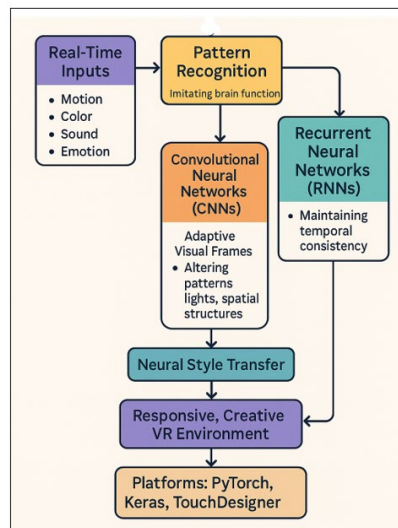 Real-Time
Inputs
• Motion
• Color
• Sound
• Emotion
Pattern
Recognition
Imitating brain function
Convolutional
Neural
Networks
(CNNs)
Adaptive
Visual Frames
• Altering
patterns
lights, spatial
structures
Recurrent
Neural
Networks
(RNNs)
• Maintaining
temporal
consistency
Neural Style Transfer
Responsive, Creative
VR Environment
Platforms: PyTorch,
Keras, TouchDesigner